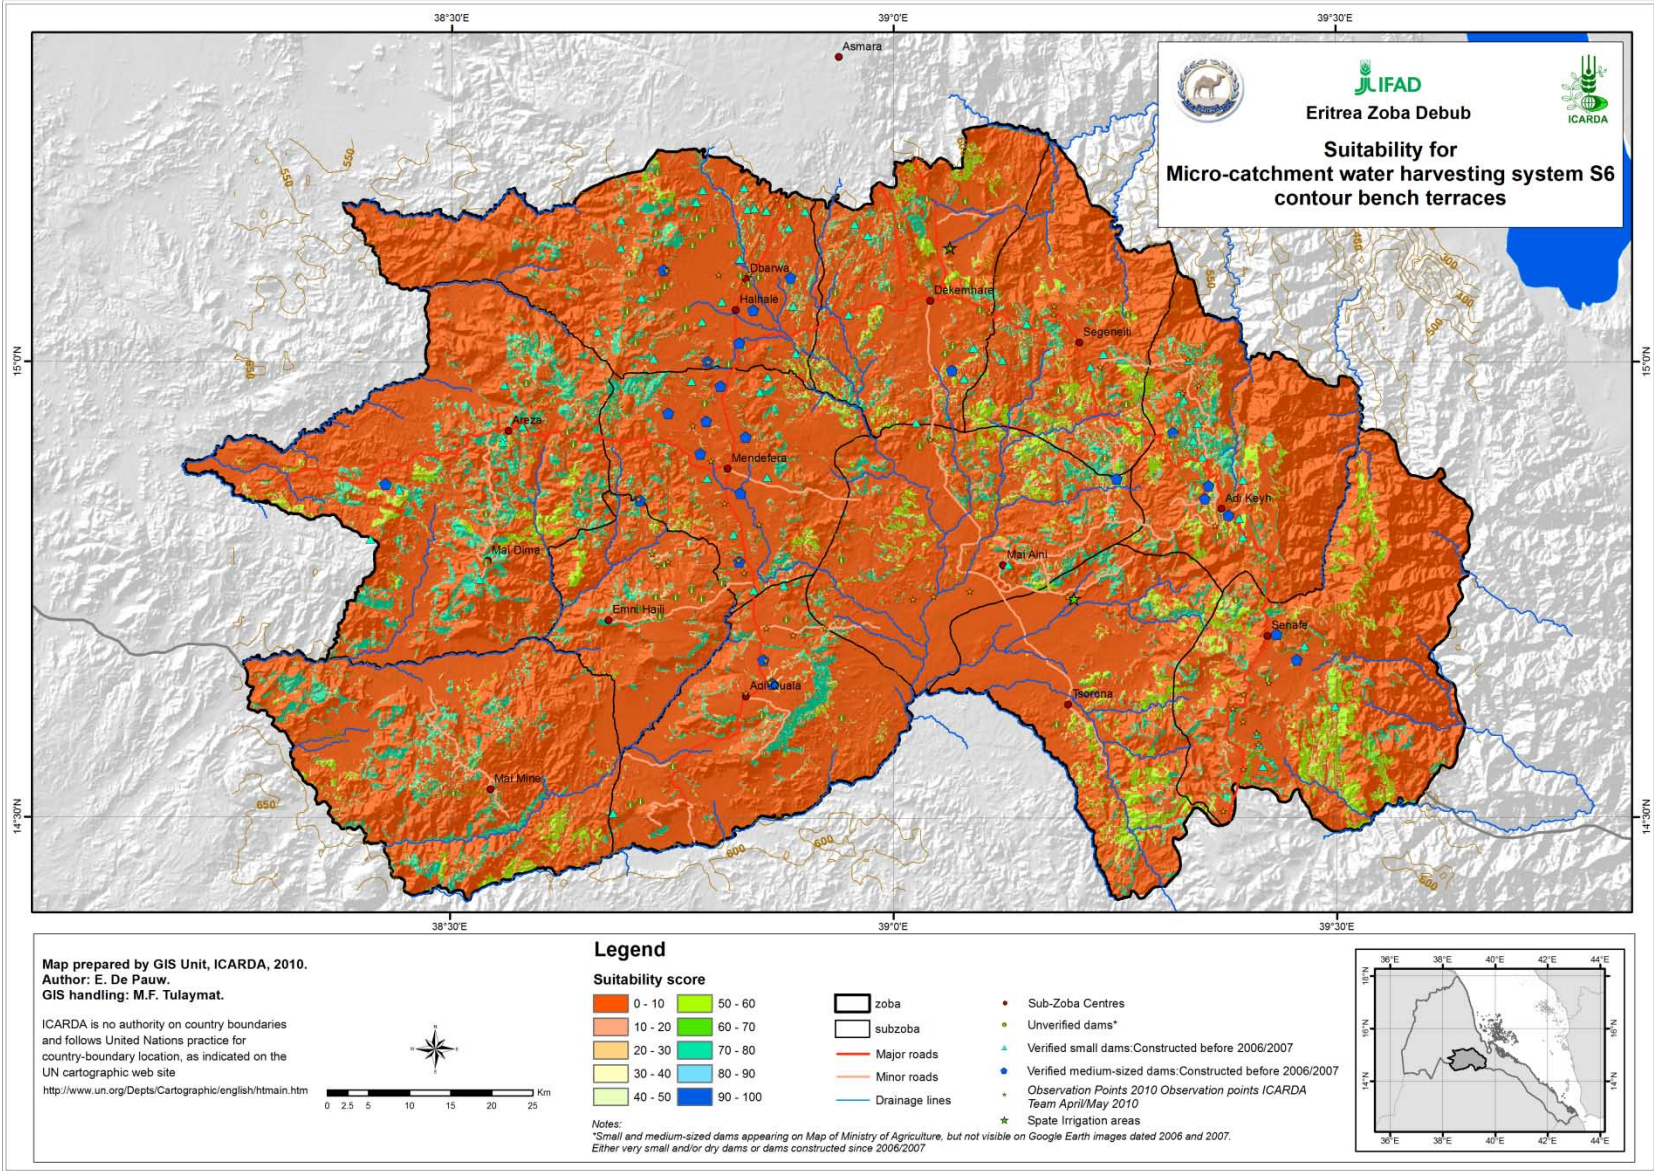 38°30'E
39°0'E
39°30'E
Asmara
IFAD
ICARDA
Eritrea Zoba Debub
Suitability for
Micro-catchment water harvesting system S6
contour bench terraces
550
550
550
550
450
300
400
500
15°0'N
15°0'N
Dbarwa
Halhale
Dekemhare
Segeneiti
Areza
Mendefera
Adi Keyh
Mai Dima
Mai Aini
Emni Haili
Senafe
Adi Quala
Tsorona
Mai Mine
650
600
600
600
14°30'N
14°30'N
38°30'E
39°0'E
39°30'E
Map prepared by GIS Unit, ICARDA, 2010.
Author: E. De Pauw.
GIS handling: M.F. Tulaymat.
ICARDA is no authority on country boundaries
and follows United Nations practice for
country-boundary location, as indicated on the
UN cartographic web site
http://www.un.org/Depts/Cartographic/english/htmain.htm
N
W E
S
0 2.5 5 10 15 20 25 Km
Legend
Suitability score
0 - 10
10 - 20
20 - 30
30 - 40
40 - 50
50 - 60
60 - 70
70 - 80
80 - 90
90 - 100
zoba
subzoba
Major roads
Minor roads
Drainage lines
Sub-Zoba Centres
Unverified dams*
Verified small dams:Constructed before 2006/2007
Verified medium-sized dams:Constructed before 2006/2007
Observation Points 2010 Observation points ICARDA
Team April/May 2010
Spate Irrigation areas
Notes:
*Small and medium-sized dams appearing on Map of Ministry of Agriculture, but not visible on Google Earth images dated 2006 and 2007.
Either very small and/or dry dams or dams constructed since 2006/2007
36°E 38°E 40°E 42°E 44°E
18°N
16°N 16°N
14°N 14°N
36°E 38°E 40°E 42°E 44°E